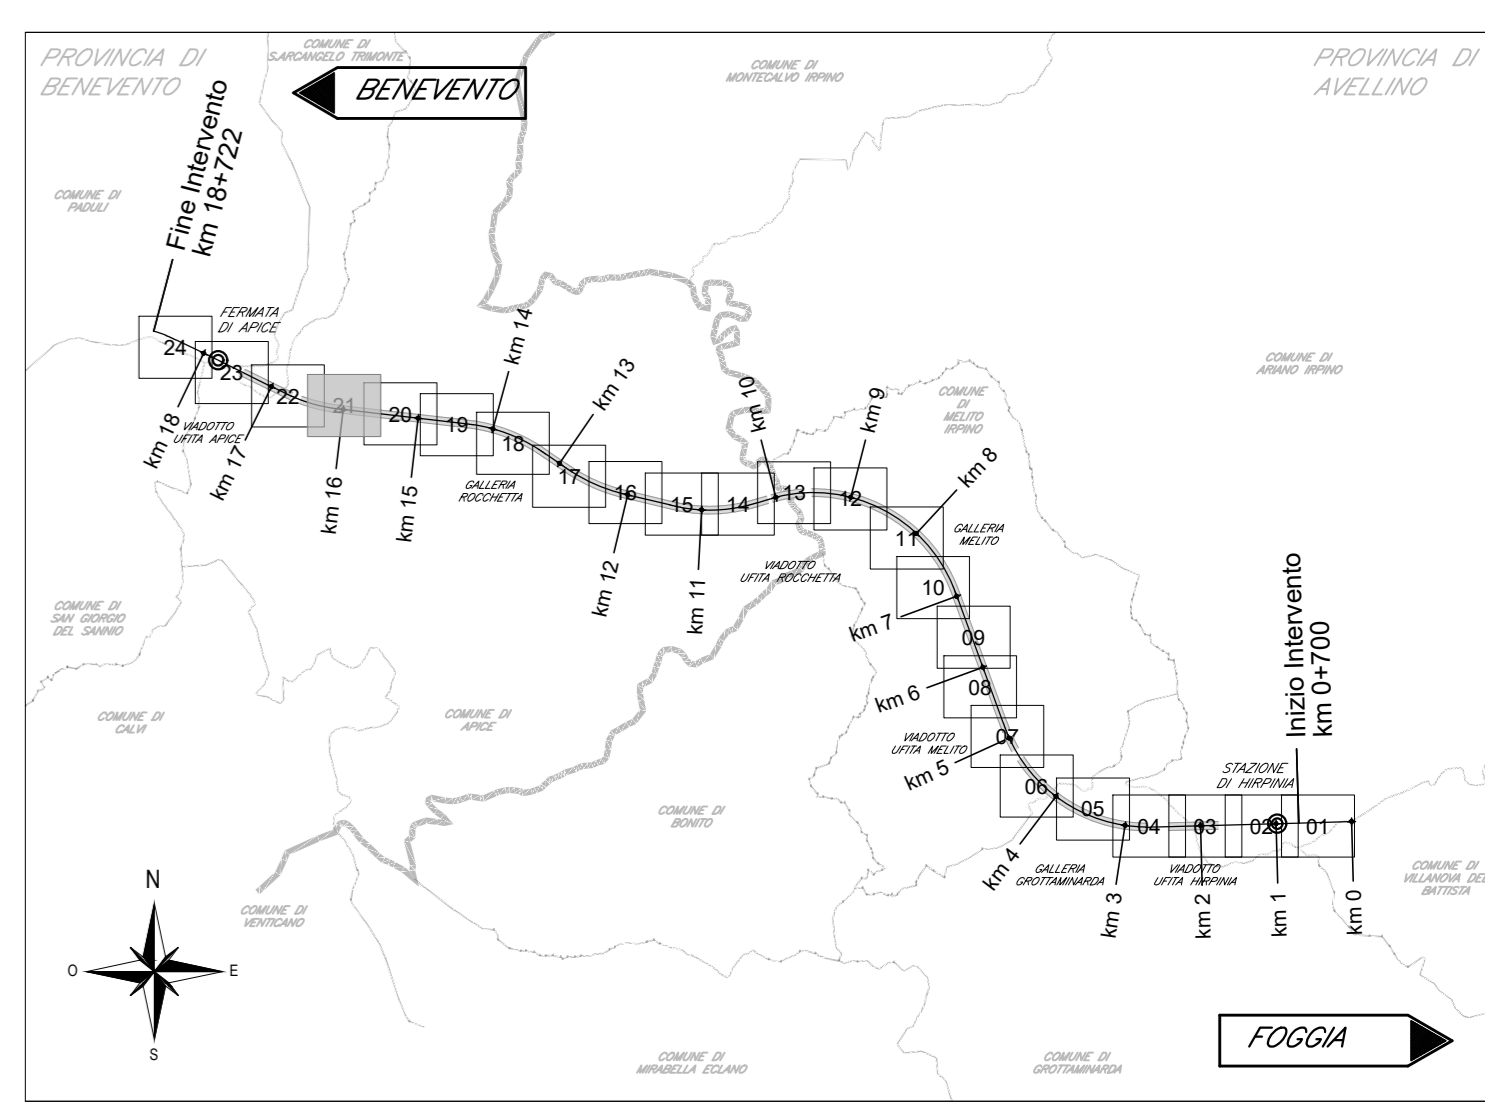 PROVINCIA DI
BENEVENTO
COMUNE DI
S.ARCANGELO TRIMONTE
BENEVENTO
COMUNE DI
MONTECALVO IRPINO
PROVINCIA DI
AVELLINO
Fine Intervento
km 18+722
COMUNE DI
PADULI
FERMATA
DI APICE
24
23
22
21
20
19
18
17
16
15
14
13
12
11
10
09
08
07
06
05
04
03
02
01
km 18
km 17
km 16
km 15
km 14
km 13
km 12
km 11
km 10
km 9
km 8
km 7
km 6
km 5
km 4
km 3
km 2
km 1
km 0
VIADOTTO
UFITA APICE
GALLERIA
ROCCHETTA
COMUNE DI
ARIANO IRPINO
COMUNE
DI
MELITO
IRPINO
GALLERIA
MELITO
VIADOTTO
UFITA ROCCHETTA
Inizio Intervento
km 0+700
COMUNE DI
SAN GIORGIO
DEL SANNIO
COMUNE DI
CALVI
COMUNE DI
APICE
VIADOTTO
UFITA MELITO
STAZIONE
DI HIRPINIA
COMUNE DI
BONITO
GALLERIA
GROTTAMINARDA
VIADOTTO
UFITA HIRPINIA
COMUNE DI
VILLANOVA DEL
BATTISTA
COMUNE DI
VENTICANO
N
O
E
S
FOGGIA
COMUNE DI
MIRABELLA ECLANO
COMUNE DI
GROTTAMINARDA